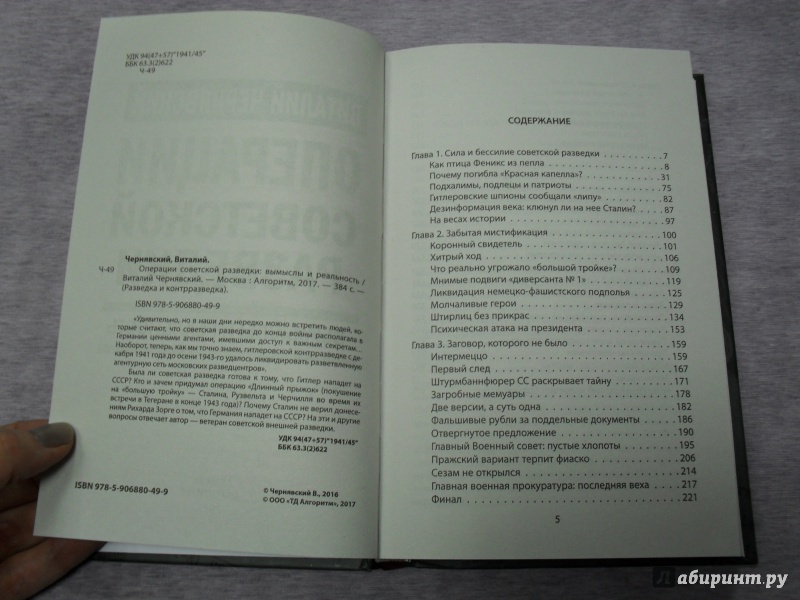 УДК 94(47+57)"1941/45"
ББК 63.3(2)622
Ч-49
Чернявский, Виталий.
Ч-49 Операции советской разведки: вымыслы и реальность /
Виталий Чернявский. — Москва : Алгоритм, 2017. — 384 с. —
(Разведка и контрразведка).
ISBN 978-5-906880-49-9
«Удивительно, но в наши дни нередко можно встретить людей, ко-
торые считают, что советская разведка до конца войны располагала в
Германии ценными агентами, имевшими доступ к важным секретам...
Наоборот, теперь, как мы точно знаем, гитлеровской контрразведке с де-
кабря 1941 года до осени 1943-го удалось ликвидировать разветвленную
агентурную сеть московских разведцентров».
Была ли советская разведка готова к тому, что Гитлер нападет на
СССР? Кто и зачем придумал операцию «Длинный прыжок» (покушение
на «большую тройку» — Сталина, Рузвельта и Черчилля во время их
встречи в Тегеране в конце 1943 года)? Почему Сталин не верил донесе-
ниям Рихарда Зорге о том, что Германия нападет на СССР? На эти и другие
вопросы отвечает автор — ветеран советской внешней разведки.
УДК 94(47+57)"1941/45"
ББК 63.3(2)622
ISBN 978-5-906880-49-9
© Чернявский В., 2016
© ООО «ТД Алгоритм», 2017
СОДЕРЖАНИЕ
Глава 1. Сила и бессилие советской разведки . . . . . . . . . . 7
Как птица Феникс из пепла . . . . . . . . . . 8
Почему погибла «Красная капелла»? . . . . . . . . . . 31
Подхалимы, подлецы и патриоты . . . . . . . . . . 75
Гитлеровские шпионы сообщали «липу» . . . . . . . . . . 82
Дезинформация века: клюнул ли на нее Сталин? . . . . 87
На весах истории . . . . . . . . . . 97
Глава 2. Забытая мистификация . . . . . . . . . . 100
Коронный свидетель . . . . . . . . . . 101
Хитрый ход . . . . . . . . . . 106
Что реально угрожало «большой тройке»? . . . . . . . . . . 109
Мнимые подвиги «диверсанта № 1» . . . . . . . . . . 119
Ликвидация немецко-фашистского подполья . . . . . . 125
Молчаливые герои . . . . . . . . . . 129
Штирлиц без прикрас . . . . . . . . . . 134
Психическая атака на президента . . . . . . . . . . 153
Глава 3. Заговор, которого не было . . . . . . . . . . 159
Интермеццо . . . . . . . . . . 159
Первый след . . . . . . . . . . 167
Штурмбаннфюрер СС раскрывает тайну . . . . . . . . . . 171
Загробные мемуары . . . . . . . . . . 178
Две версии, а суть одна . . . . . . . . . . 182
Фальшивые рубли за поддельные документы . . . . . . 186
Отвергнутое предложение . . . . . . . . . . 190
Главный Военный совет: пустые хлопоты . . . . . . . . . . 195
Пражский вариант терпит фиаско . . . . . . . . . . 206
Сезам не открылся . . . . . . . . . . 214
Главная военная прокуратура: последняя веха . . . . . . 217
Финал . . . . . . . . . . 221
5
лабиринт.ру